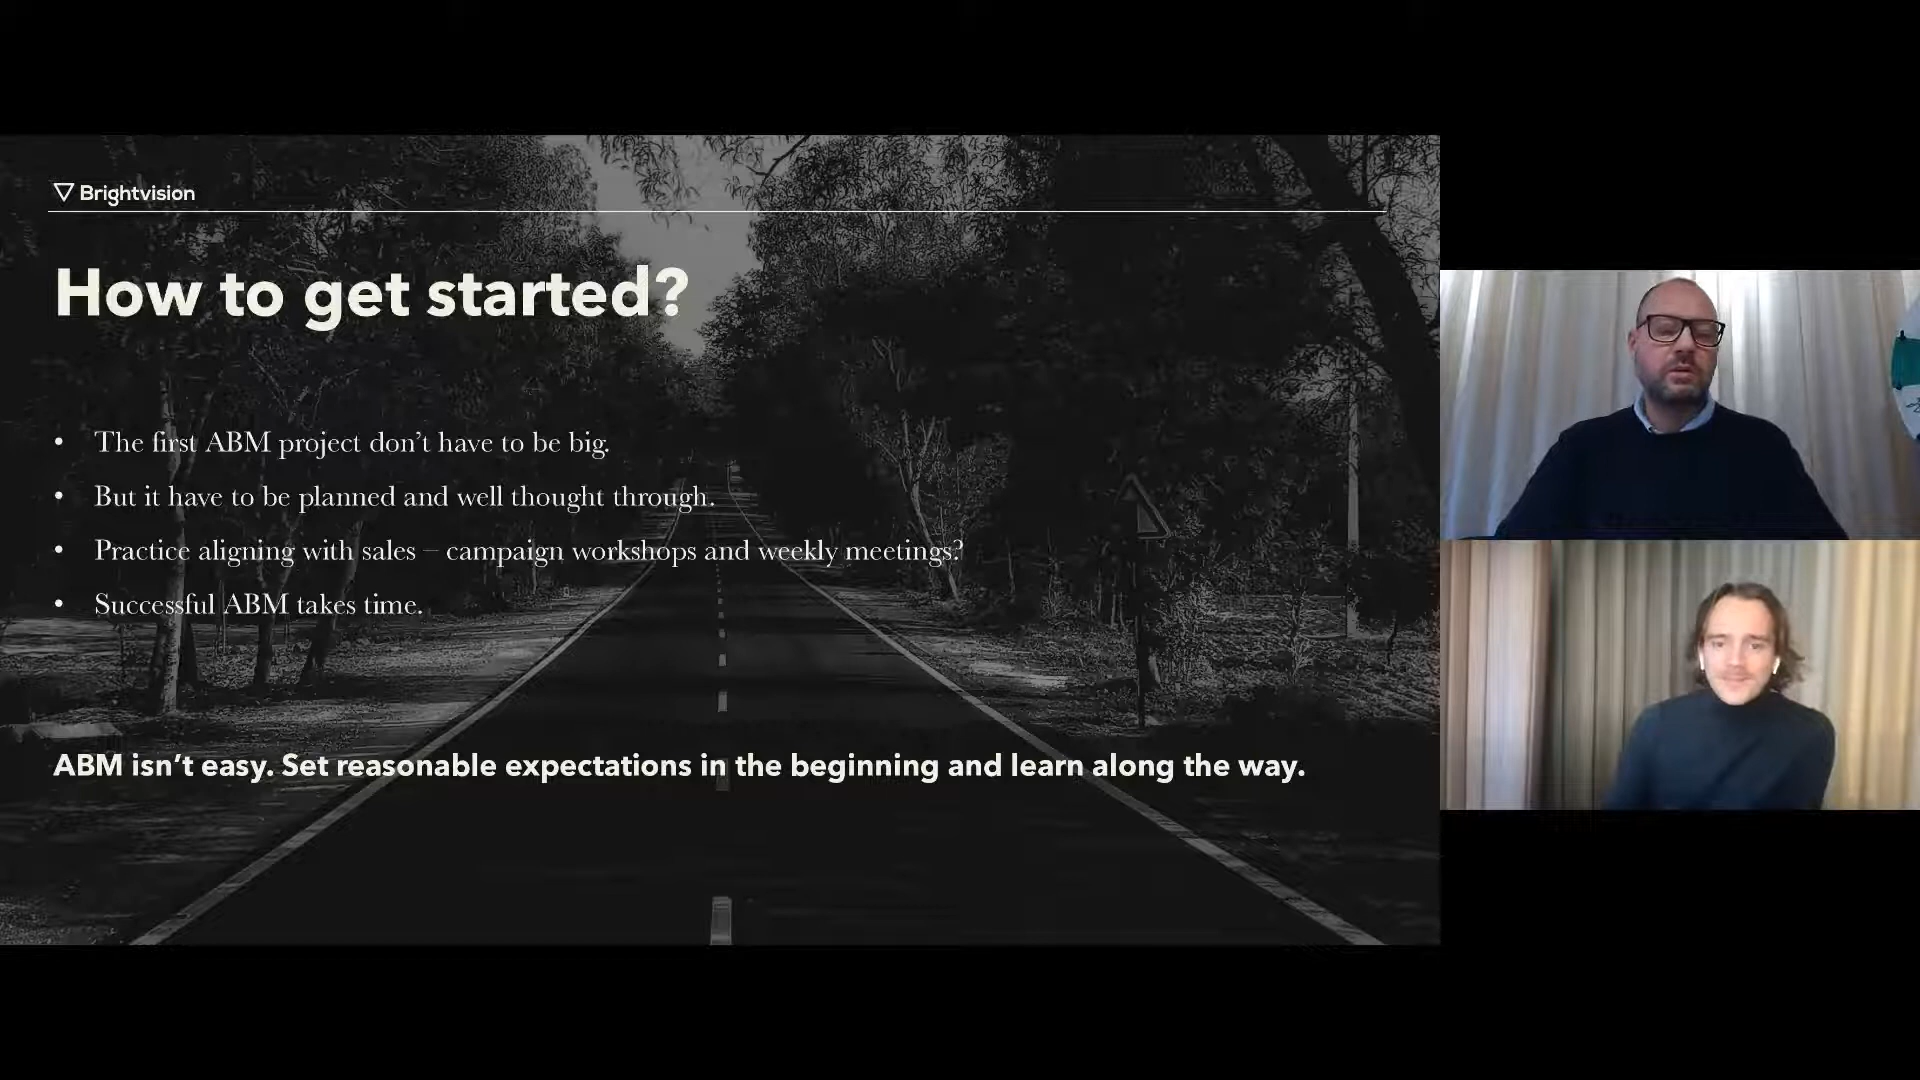 Brightvision
How to get started?
• The first ABM project don’t have to be big.
• But it have to be planned and well thought through.
• Practice aligning with sales – campaign workshops and weekly meetings?
• Successful ABM takes time.
ABM isn’t easy. Set reasonable expectations in the beginning and learn along the way.